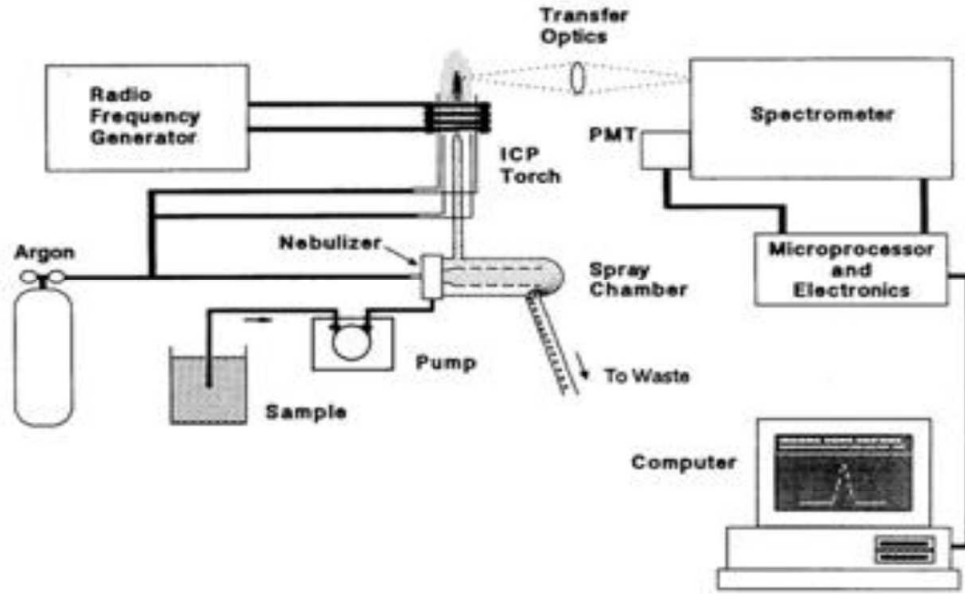 Transfer
Optics
Radio
Frequency
Generator
Spectrometer
PMT
ICP
Torch
Nebulizer
Argon
Microprocessor
and
Electronics
Spray
Chamber
Pump
To Waste
Sample
Computer